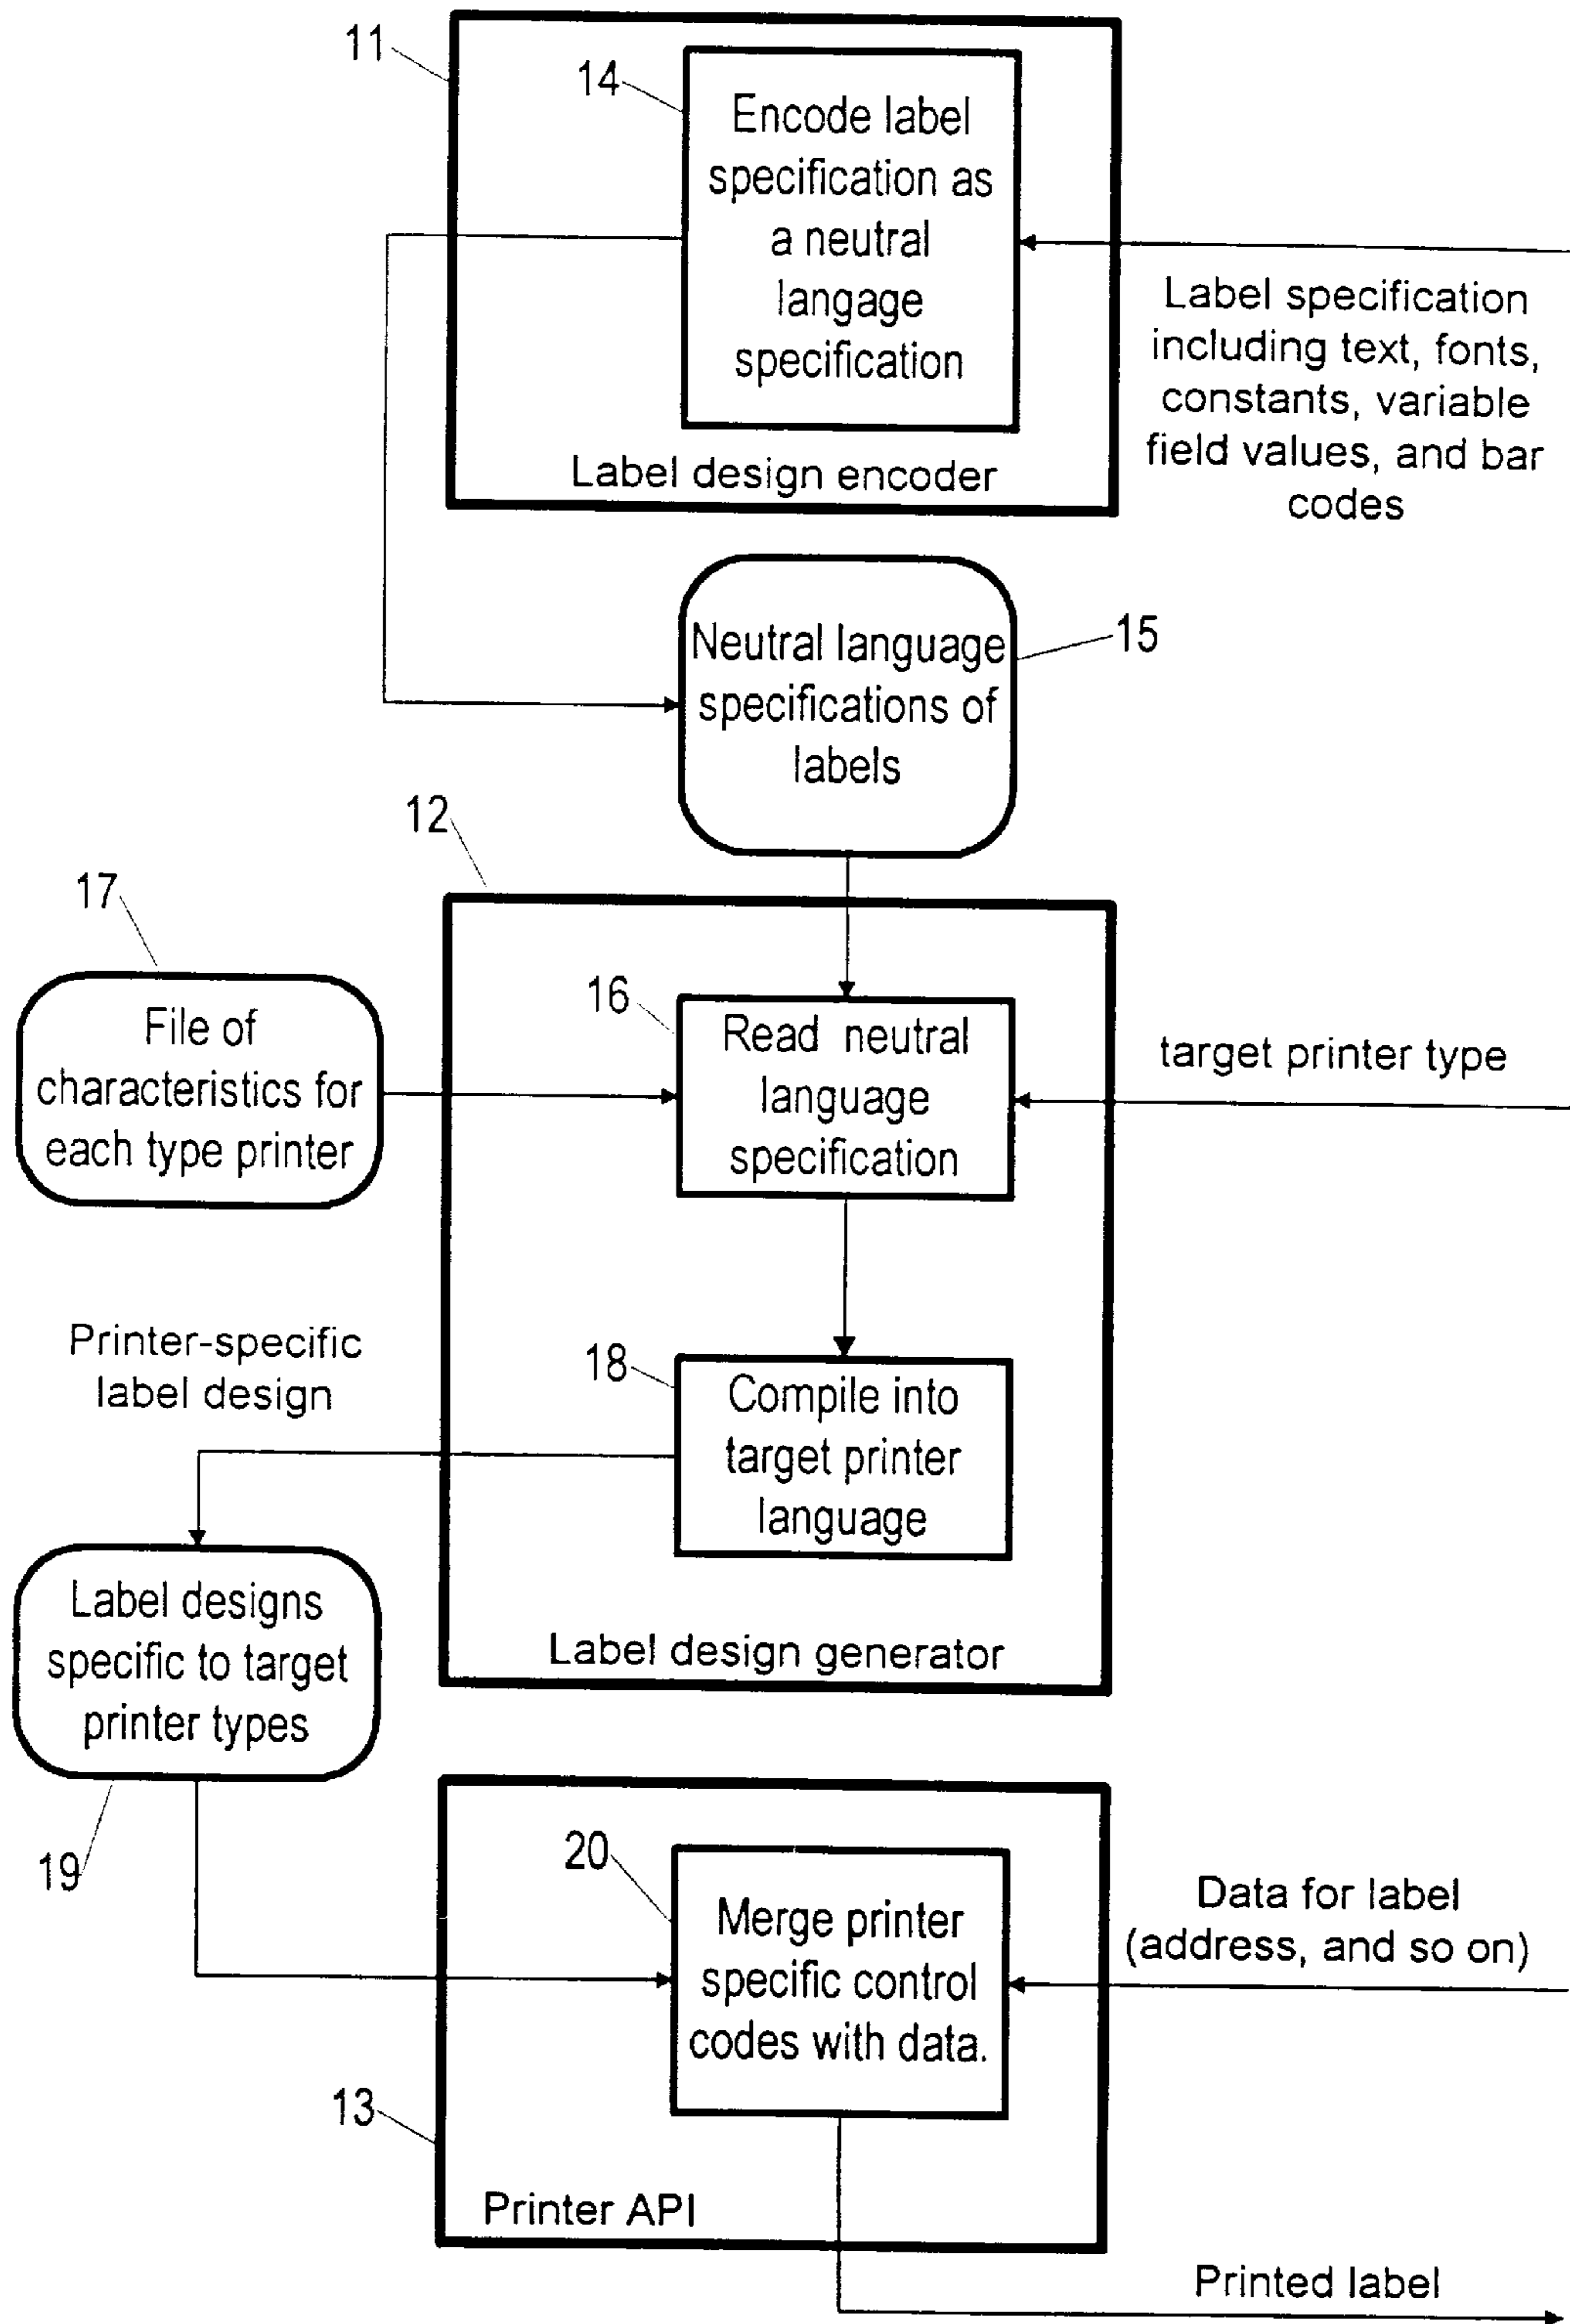 11
14
Encode label
specification as
a neutral
langage
specification
Label design encoder
Label specification
including text, fonts,
constants, variable
field values, and bar
codes
Neutral language
specifications of
labels
15
12
17
File of
characteristics for
each type printer
16
Read neutral
language
specification
target printer type
Printer-specific
label design
18
Compile into
target printer
language
Label design generator
Label designs
specific to target
printer types
19
20
Merge printer
specific control
codes with data.
Data for label
(address, and so on)
13
Printer API
Printed label